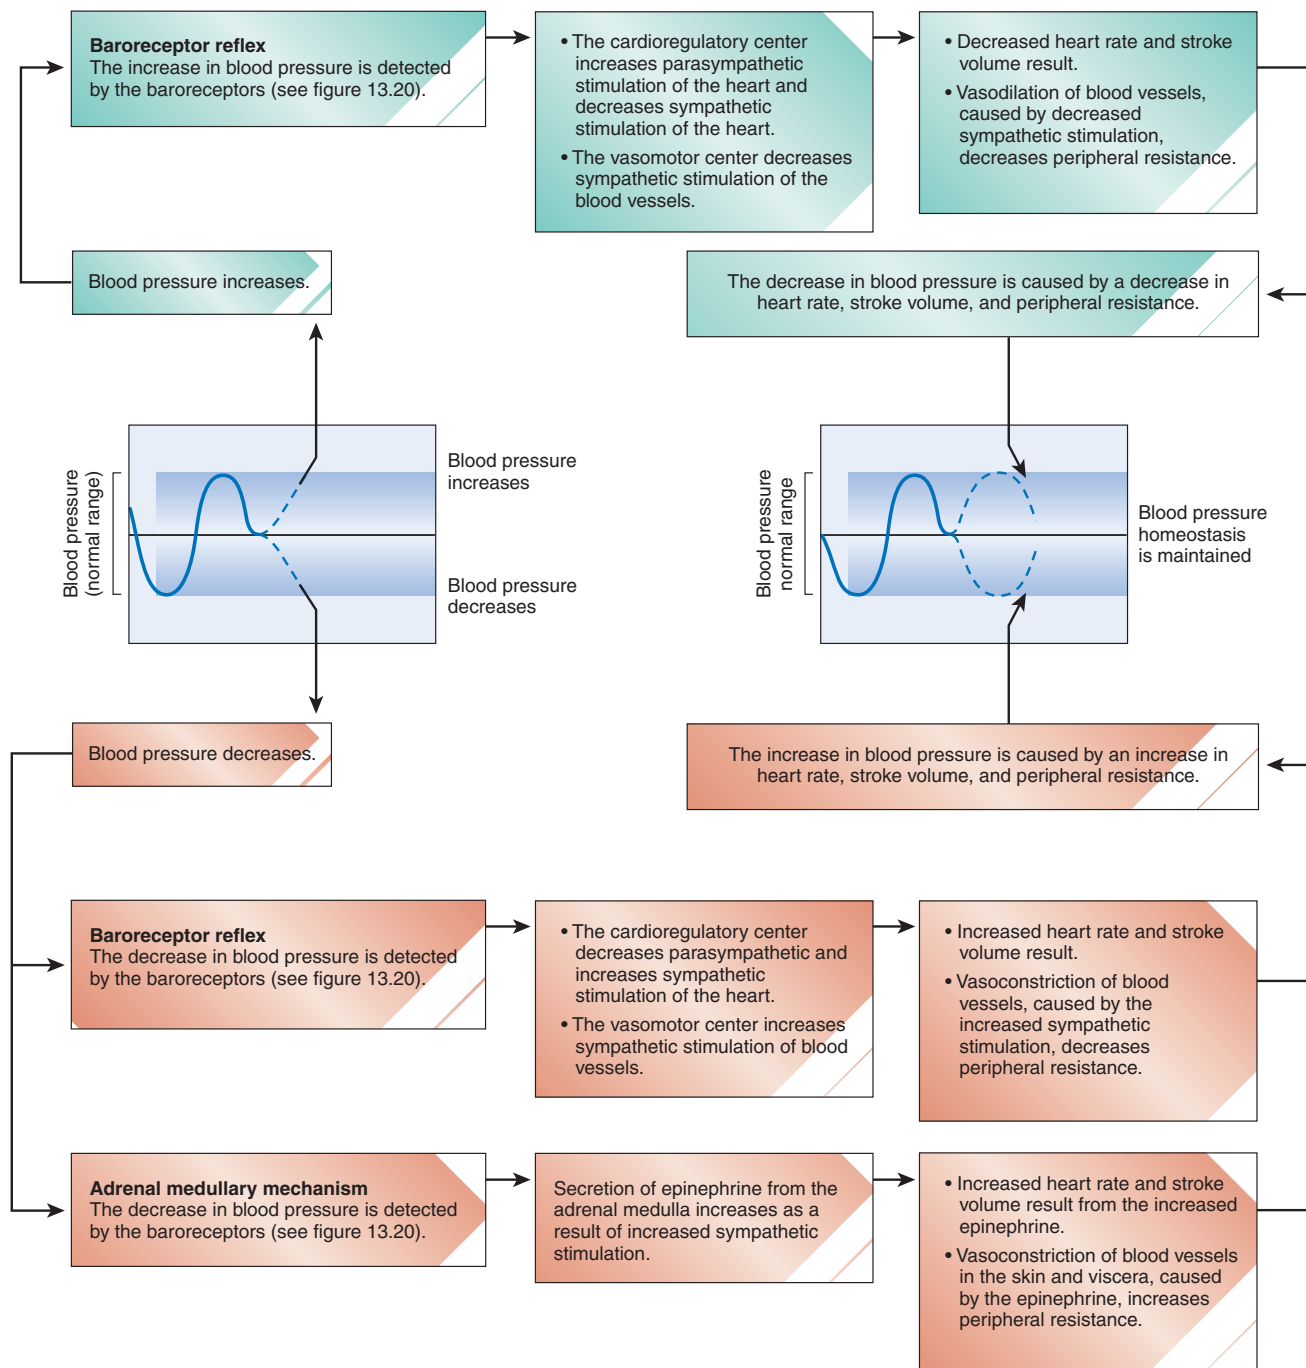 Baroreceptor reflex
The increase in blood pressure is detected
by the baroreceptors (see figure 13.20).
• The cardioregulatory center
increases parasympathetic
stimulation of the heart and
decreases sympathetic
stimulation of the heart.
• The vasomotor center decreases
sympathetic stimulation of the
blood vessels.
• Decreased heart rate and stroke
volume result.
• Vasodilation of blood vessels,
caused by decreased
sympathetic stimulation,
decreases peripheral resistance.
Blood pressure increases.
The decrease in blood pressure is caused by a decrease in
heart rate, stroke volume, and peripheral resistance.
Blood pressure
(normal range)
Blood pressure
increases
Blood pressure
decreases
Blood pressure
normal range
Blood pressure
homeostasis
is maintained
Blood pressure decreases.
The increase in blood pressure is caused by an increase in
heart rate, stroke volume, and peripheral resistance.
Baroreceptor reflex
The decrease in blood pressure is detected
by the baroreceptors (see figure 13.20).
• The cardioregulatory center
decreases parasympathetic and
increases sympathetic
stimulation of the heart.
• The vasomotor center increases
sympathetic stimulation of blood
vessels.
• Increased heart rate and stroke
volume result.
• Vasoconstriction of blood
vessels, caused by the
increased sympathetic
stimulation, decreases
peripheral resistance.
Adrenal medullary mechanism
The decrease in blood pressure is detected
by the baroreceptors (see figure 13.20).
Secretion of epinephrine from the
adrenal medulla increases as a
result of increased sympathetic
stimulation.
• Increased heart rate and stroke
volume result from the increased
epinephrine.
• Vasoconstriction of blood vessels
in the skin and viscera, caused
by the epinephrine, increases
peripheral resistance.